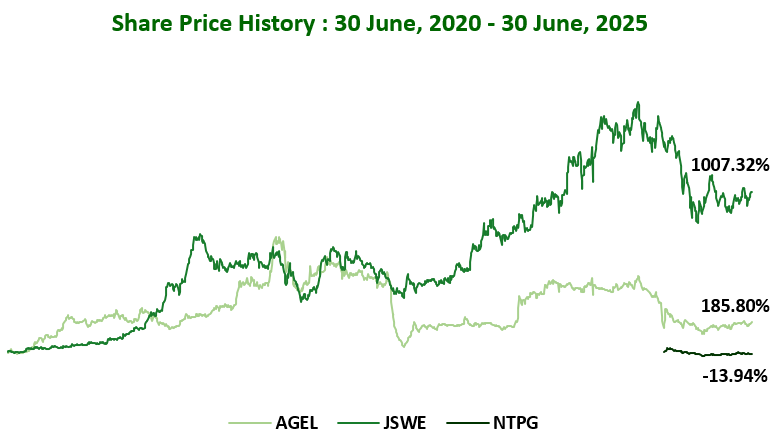 Share Price History : 30 June, 2020 - 30 June, 2025
1007.32%
185.80%
-13.94%
AGEL JSWE NTPG